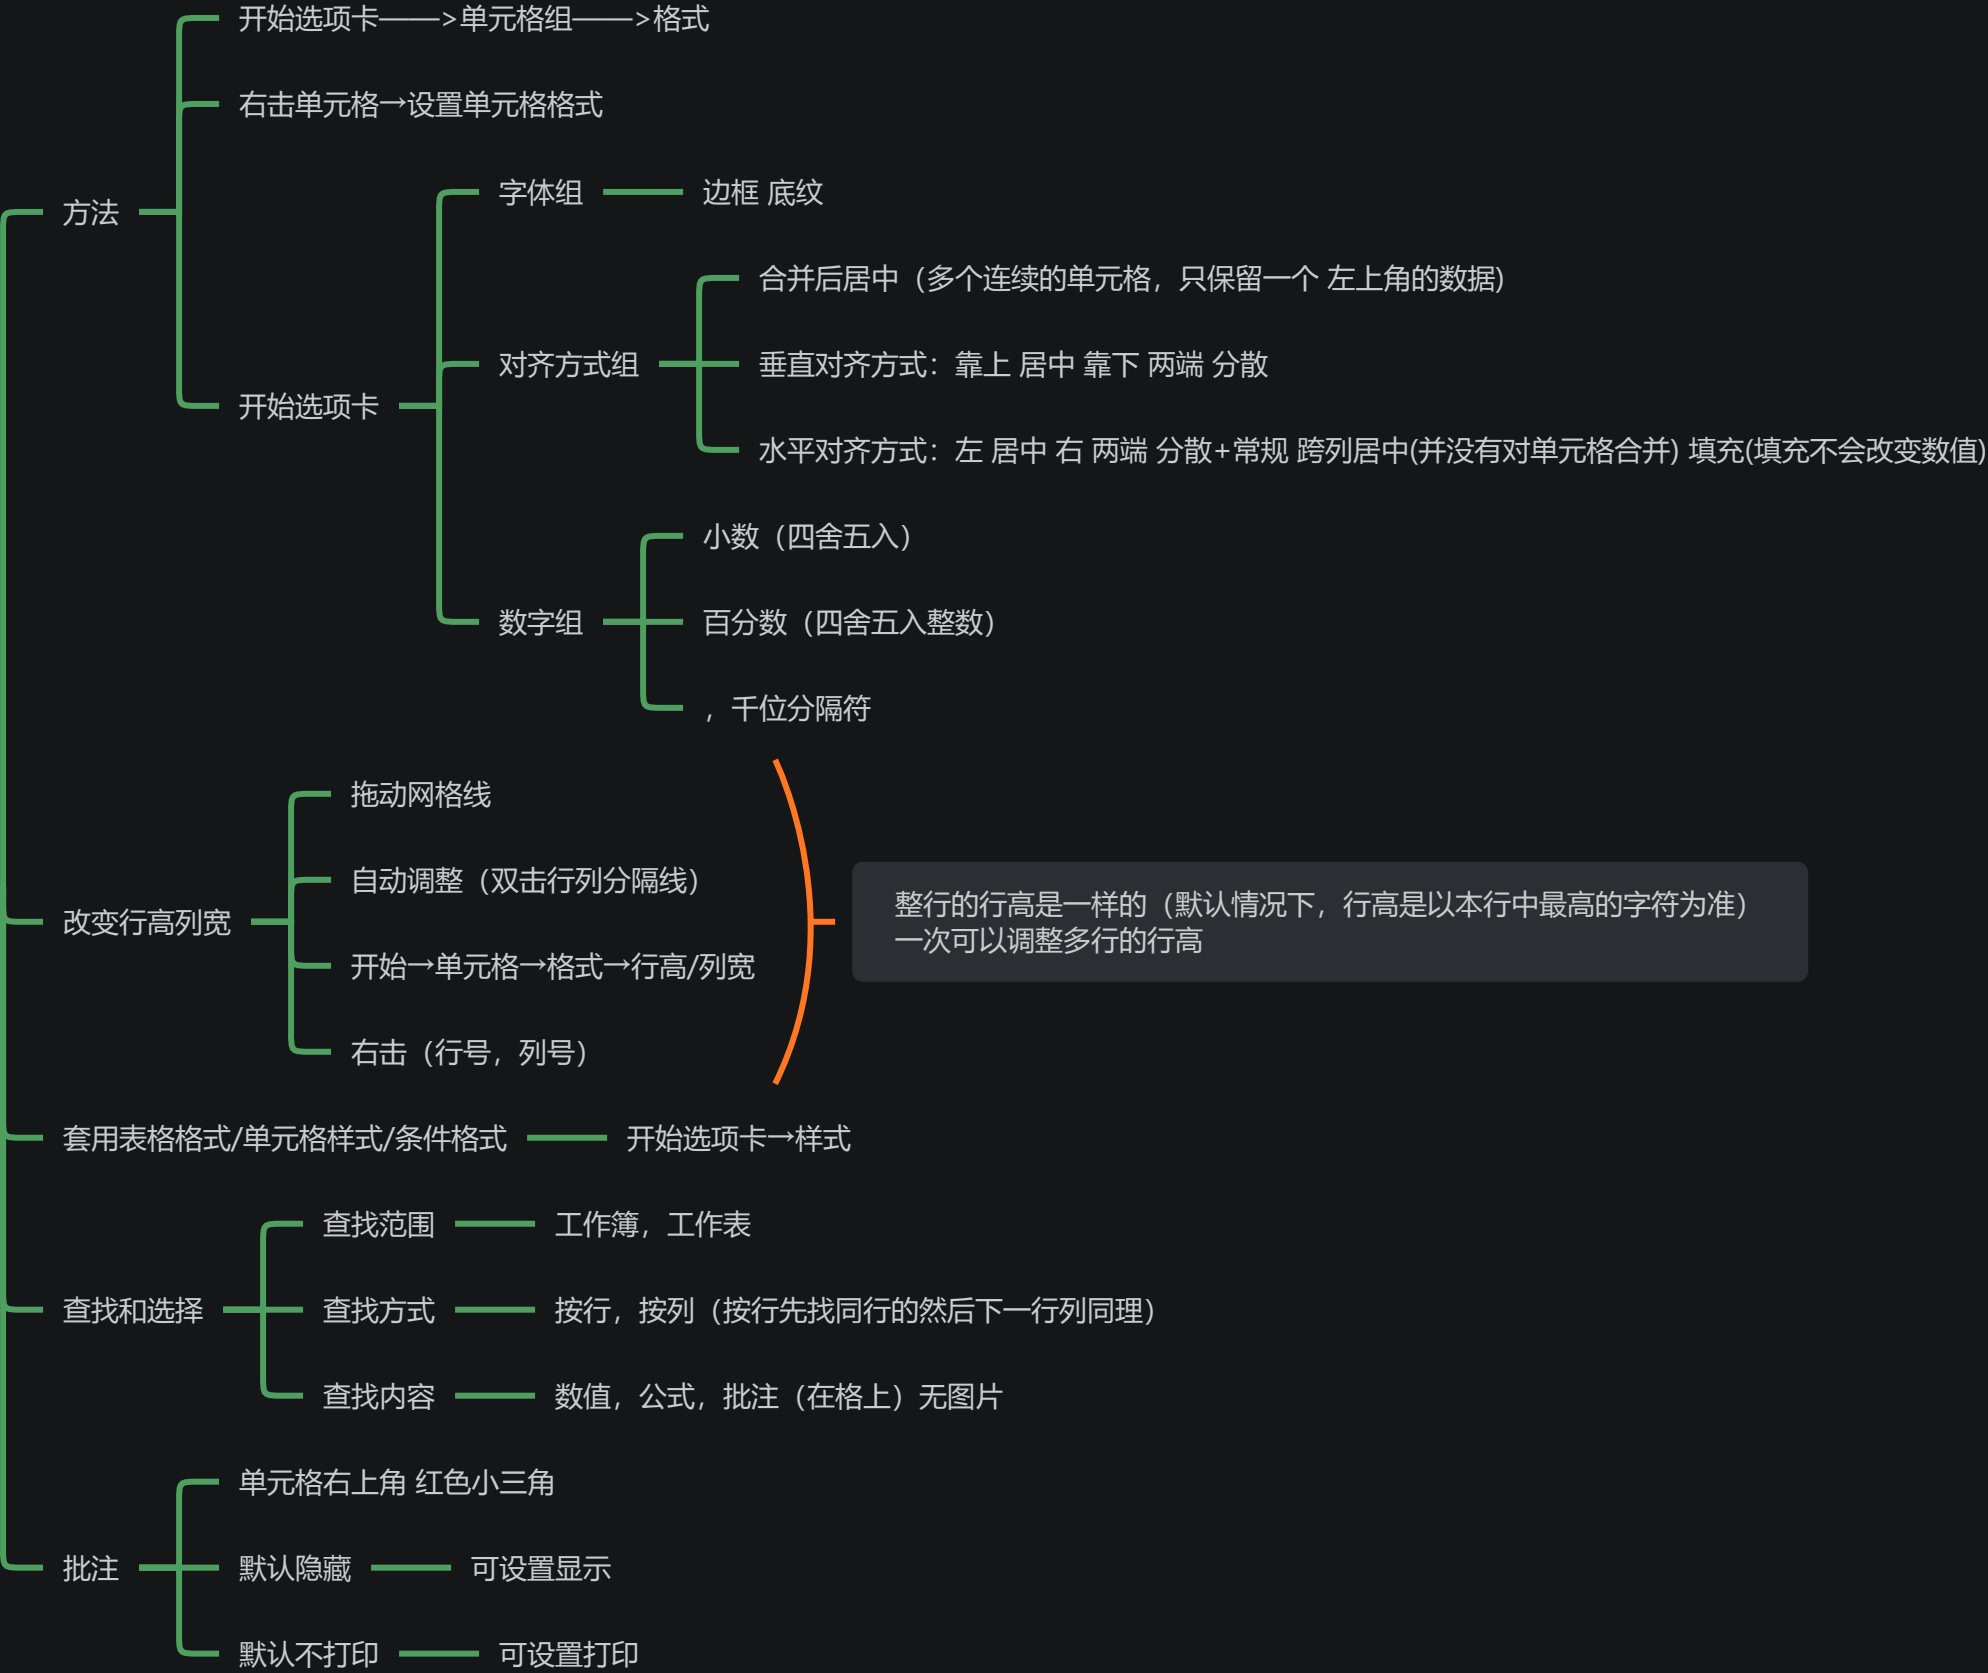 开始选项卡——>单元格组——>格式
右击单元格→设置单元格格式
方法
字体组
边框 底纹
合并后居中（多个连续的单元格，只保留一个 左上角的数据）
对齐方式组
垂直对齐方式：靠上 居中 靠下 两端 分散
开始选项卡
水平对齐方式：左 居中 右 两端 分散+常规 跨列居中(并没有对单元格合并) 填充(填充不会改变数值)
小数（四舍五入）
数字组
百分数（四舍五入整数）
，千位分隔符
拖动网格线
自动调整（双击行列分隔线）
改变行高列宽
开始→单元格→格式→行高/列宽
右击（行号，列号）
整行的行高是一样的（默认情况下，行高是以本行中最高的字符为准）
一次可以调整多行的行高
套用表格格式/单元格样式/条件格式
开始选项卡→样式
查找范围
工作簿，工作表
查找和选择
查找方式
按行，按列（按行先找同行的然后下一行列同理）
查找内容
数值，公式，批注（在格上）无图片
单元格右上角 红色小三角
批注
默认隐藏
可设置显示
默认不打印
可设置打印